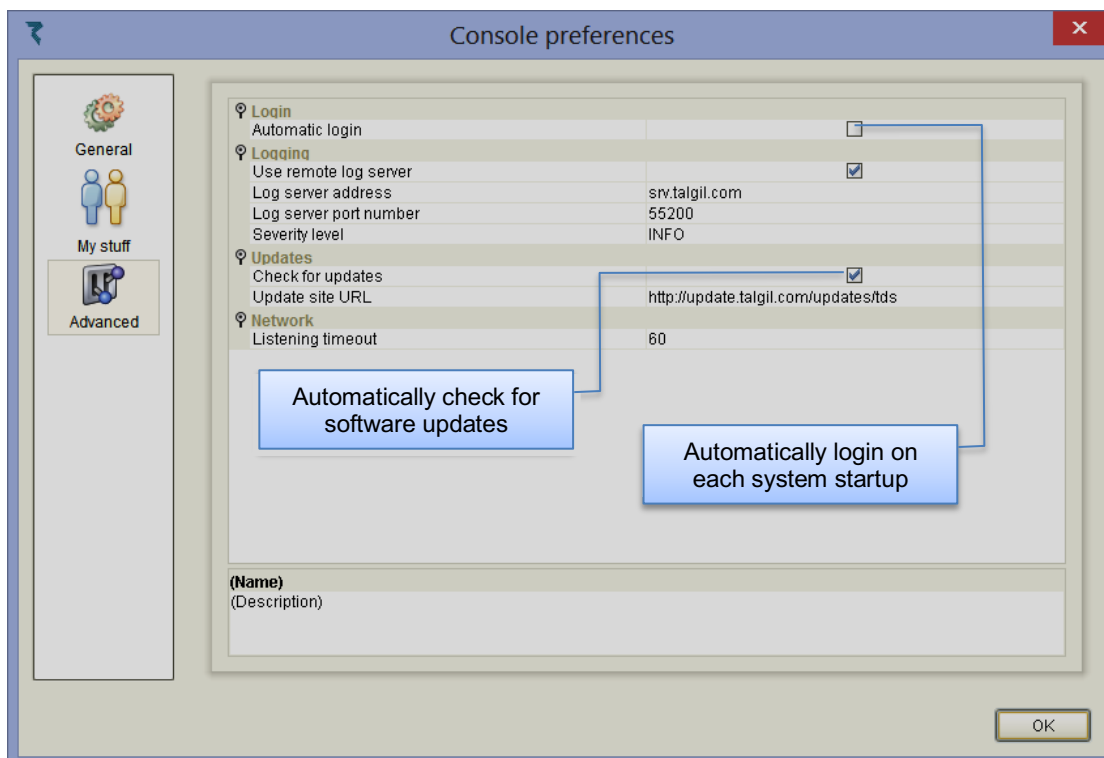 Console preferences
General
My stuff
Advanced
Login
Automatic login
Logging
Use remote log server
Log server address srv.talgil.com
Log server port number 55200
Severity level INFO
Updates
Check for updates
Update site URL http://update.talgil.com/updates/tds
Network
Listening timeout 60
Automatically check for
software updates
Automatically login on
each system startup
(Name)
(Description)
OK